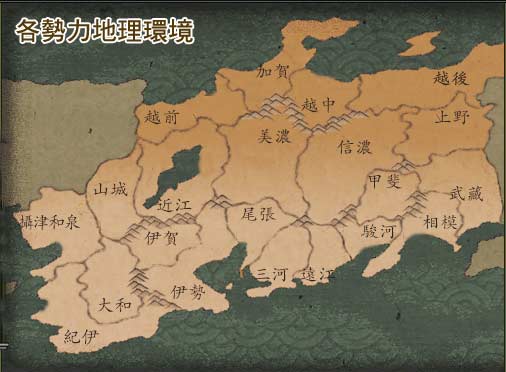 各勢力地理環境
加賀
越後
越中
越前
上野
美濃
信濃
甲斐
山城
武藏
近江
尾張
攝津和泉
相模
伊賀
駿河
三河
遠江
伊勢
大和
紀伊